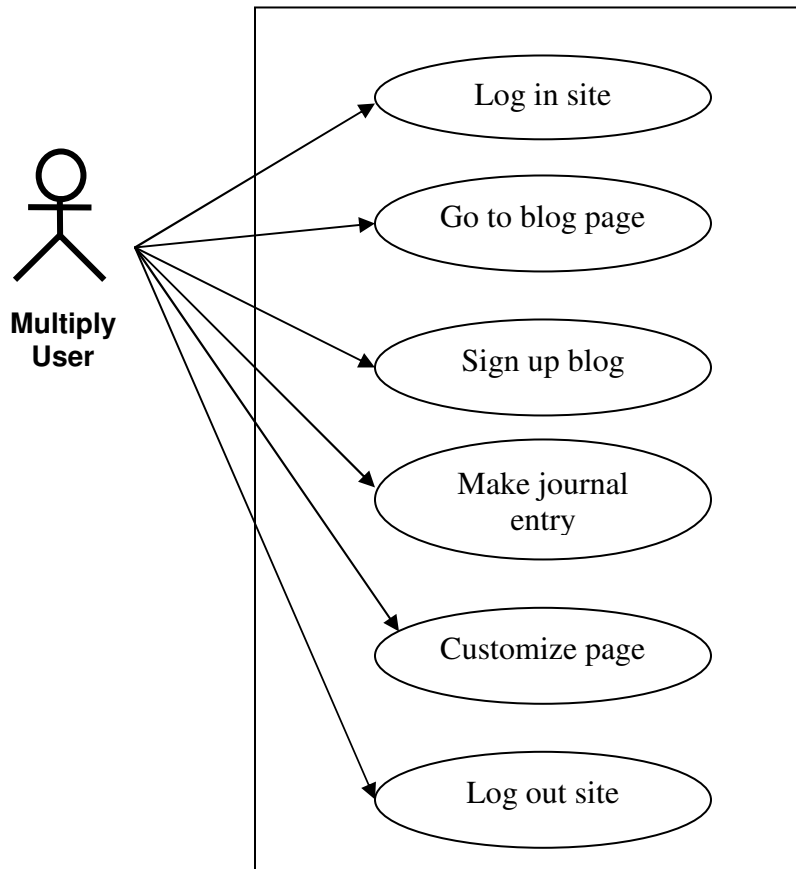 Log in site
Go to blog page
Multiply
User
Sign up blog
Make journal
entry
Customize page
Log out site